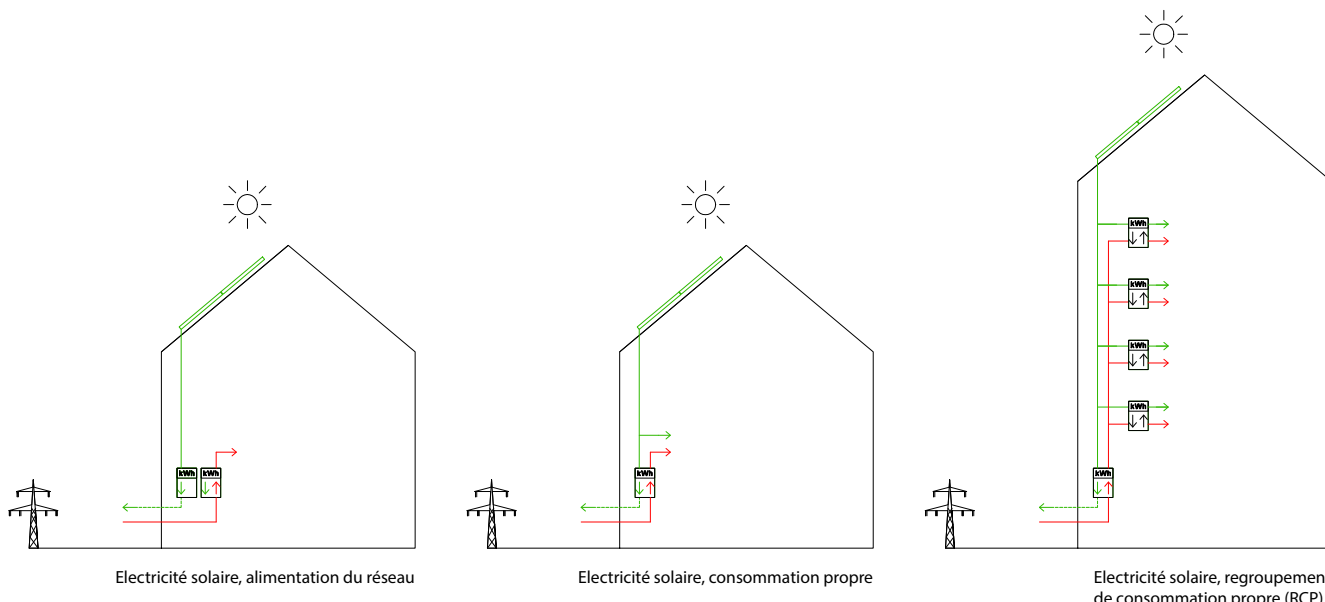 kWh
kWh
kWh
kWh
kWh
kWh
kWh
kWh
Electricité solaire, alimentation du réseau
Electricité solaire, consommation propre
Electricité solaire, regroupemen
de consommation propre (RCP)